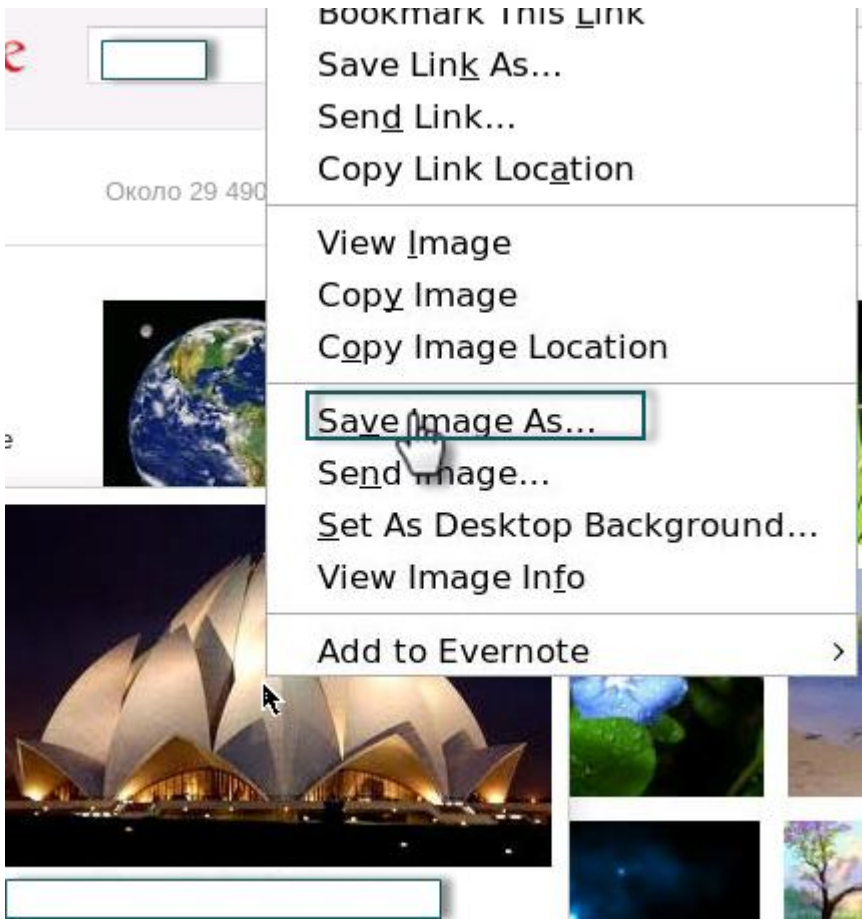 e
Bookmark This Link
Save Link As...
Send Link...
Copy Link Location
Около 29 490
View Image
Copy Image
Copy Image Location
Save Image As...
e
Send Image...
Set As Desktop Background...
View Image Info
Add to Evernote